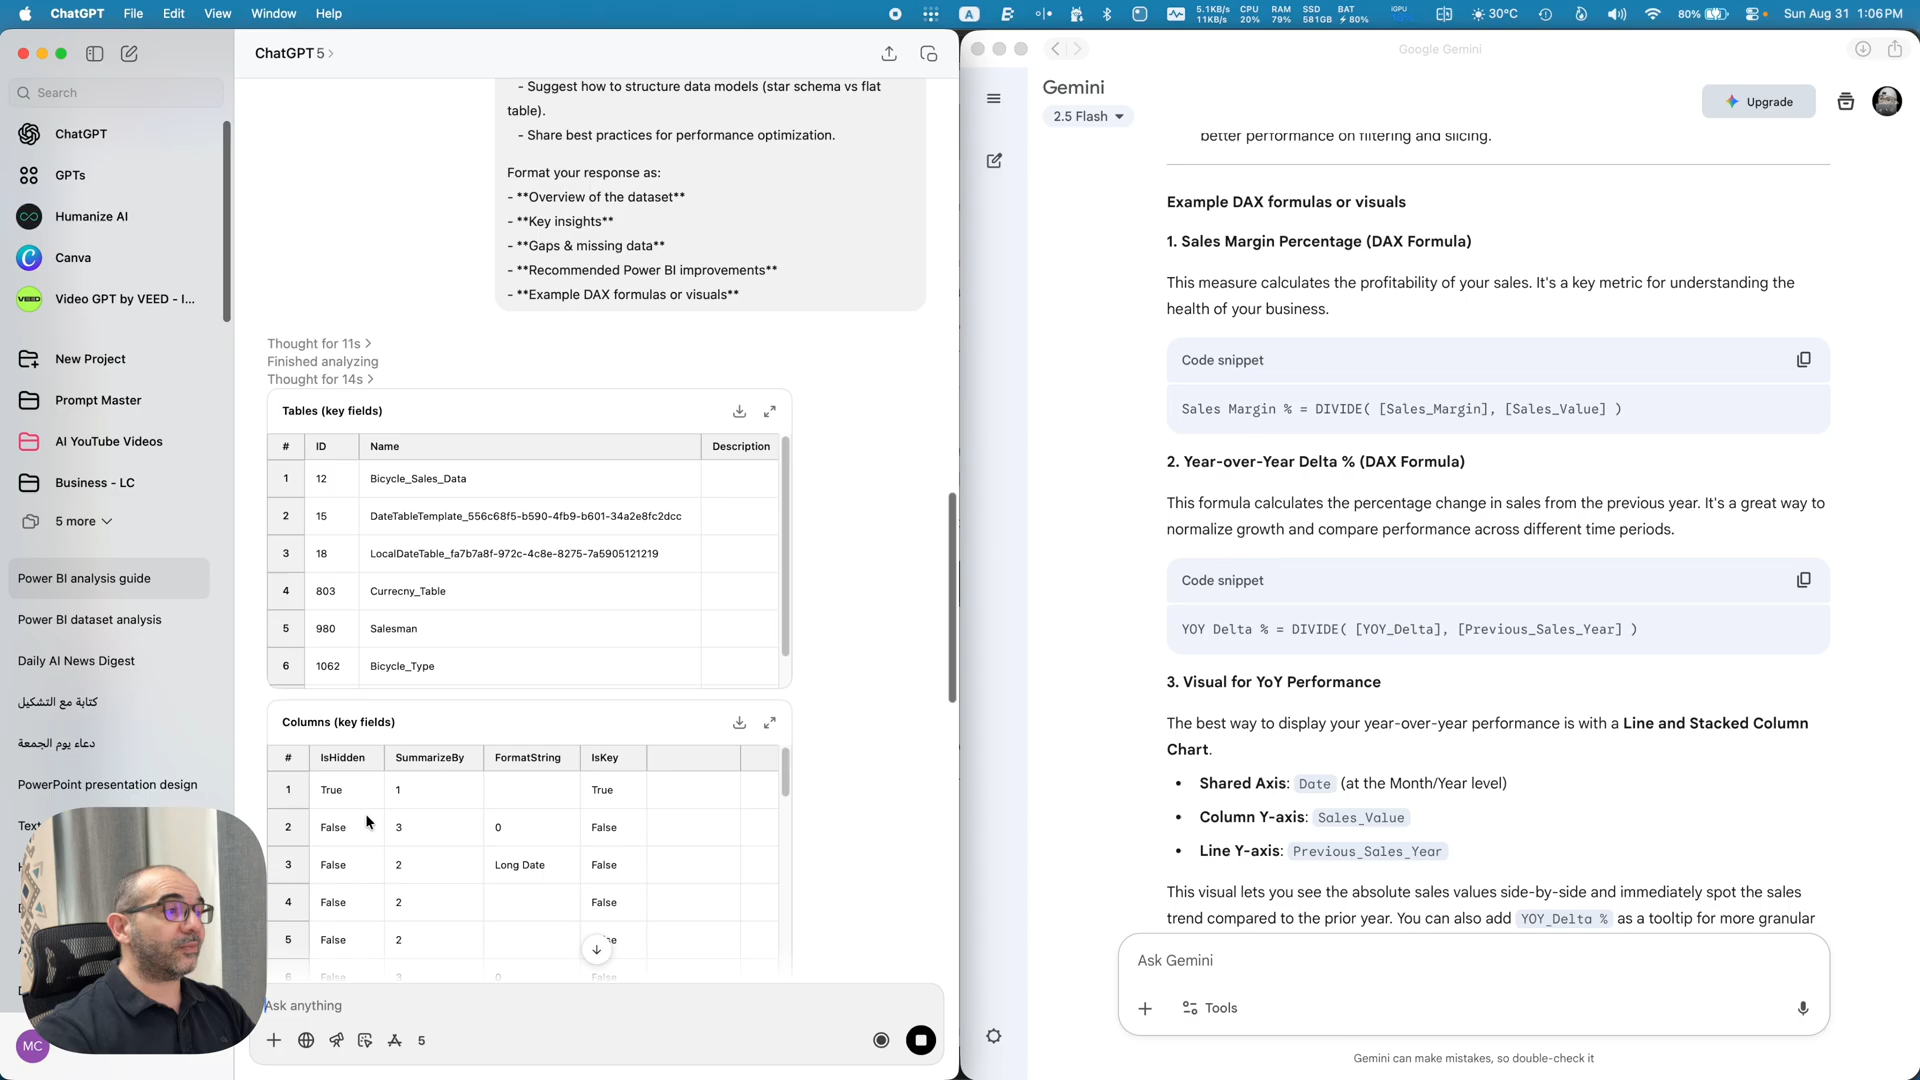 ChatGPT File Edit View Window Help
5.1KB/s 11KB/s CPU 20% RAM 79% SSD 581GB BAT 80% iGPU 30°C 80% Sun Aug 31 1:06 PM
ChatGPT 5 >
Search
ChatGPT
GPTs
Humanize AI
Canva
VEED Video GPT by VEED - I...
New Project
Prompt Master
AI YouTube Videos
Business - LC
5 more
Power BI analysis guide
Power BI dataset analysis
Daily AI News Digest
كتابة مع التشكيل
دعاء يوم الجمعة
PowerPoint presentation design
MC
- Suggest how to structure data models (star schema vs flat
table).
- Share best practices for performance optimization.
Format your response as:
- **Overview of the dataset**
- **Key insights**
- **Gaps & missing data**
- **Recommended Power BI improvements**
- **Example DAX formulas or visuals**
Thought for 11s >
Finished analyzing
Thought for 14s >
Tables (key fields)
# ID Name Description
1 12 Bicycle_Sales_Data
2 15 DateTableTemplate_556c68f5-b590-4fb9-b601-34a2e8fc2dcc
3 18 LocalDateTable_fa7b7a8f-972c-4c8e-8275-7a5905121219
4 803 Currecny_Table
5 980 Salesman
6 1062 Bicycle_Type
Columns (key fields)
# IsHidden SummarizeBy FormatString IsKey
1 True 1 True
2 False 3 0 False
3 False 2 Long Date False
4 False 2 False
5 False 2
6 False 3 0 False
Ask anything
5
Google Gemini
Gemini
2.5 Flash
Upgrade
better performance on filtering and slicing.
Example DAX formulas or visuals
1. Sales Margin Percentage (DAX Formula)
This measure calculates the profitability of your sales. It's a key metric for understanding the
health of your business.
Code snippet
Sales Margin % = DIVIDE( [Sales_Margin], [Sales_Value] )
2. Year-over-Year Delta % (DAX Formula)
This formula calculates the percentage change in sales from the previous year. It's a great way to
normalize growth and compare performance across different time periods.
Code snippet
YOY Delta % = DIVIDE( [YOY_Delta], [Previous_Sales_Year] )
3. Visual for YoY Performance
The best way to display your year-over-year performance is with a Line and Stacked Column
Chart.
• Shared Axis: Date (at the Month/Year level)
• Column Y-axis: Sales_Value
• Line Y-axis: Previous_Sales_Year
This visual lets you see the absolute sales values side-by-side and immediately spot the sales
trend compared to the prior year. You can also add YOY_Delta % as a tooltip for more granular
Ask Gemini
Tools
Gemini can make mistakes, so double-check it